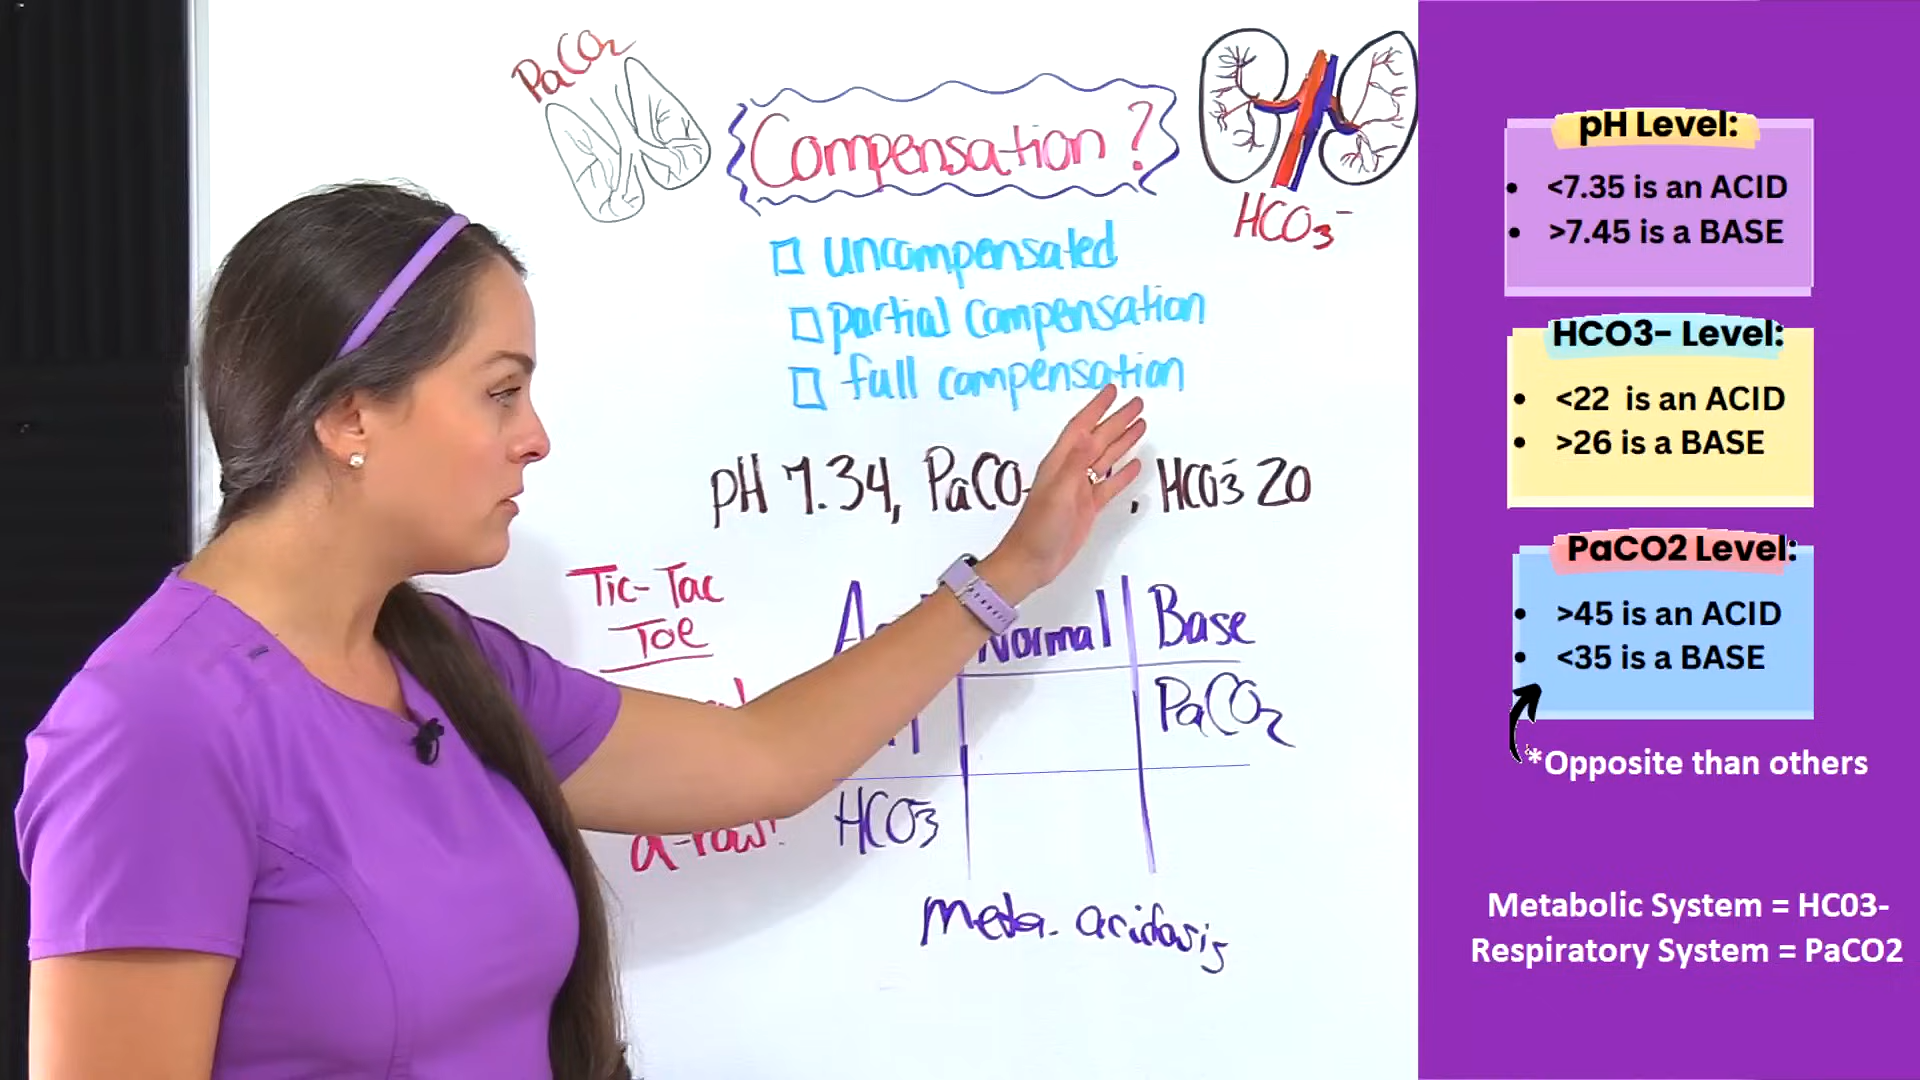 PaCO2
Compensation?
HCO3-
☐ uncompensated
☐ partial compensation
☐ full compensation
pH 7.34, PaCO , HCO3- 20
Tic-Tac
Toe
a-row!
Normal Base
PaCO2
HCO3-
Meta. acidosis
pH Level:
• <7.35 is an ACID
• >7.45 is a BASE
HCO3- Level:
• <22 is an ACID
• >26 is a BASE
PaCO2 Level:
• >45 is an ACID
• <35 is a BASE
*Opposite than others
Metabolic System = HC03-
Respiratory System = PaCO2